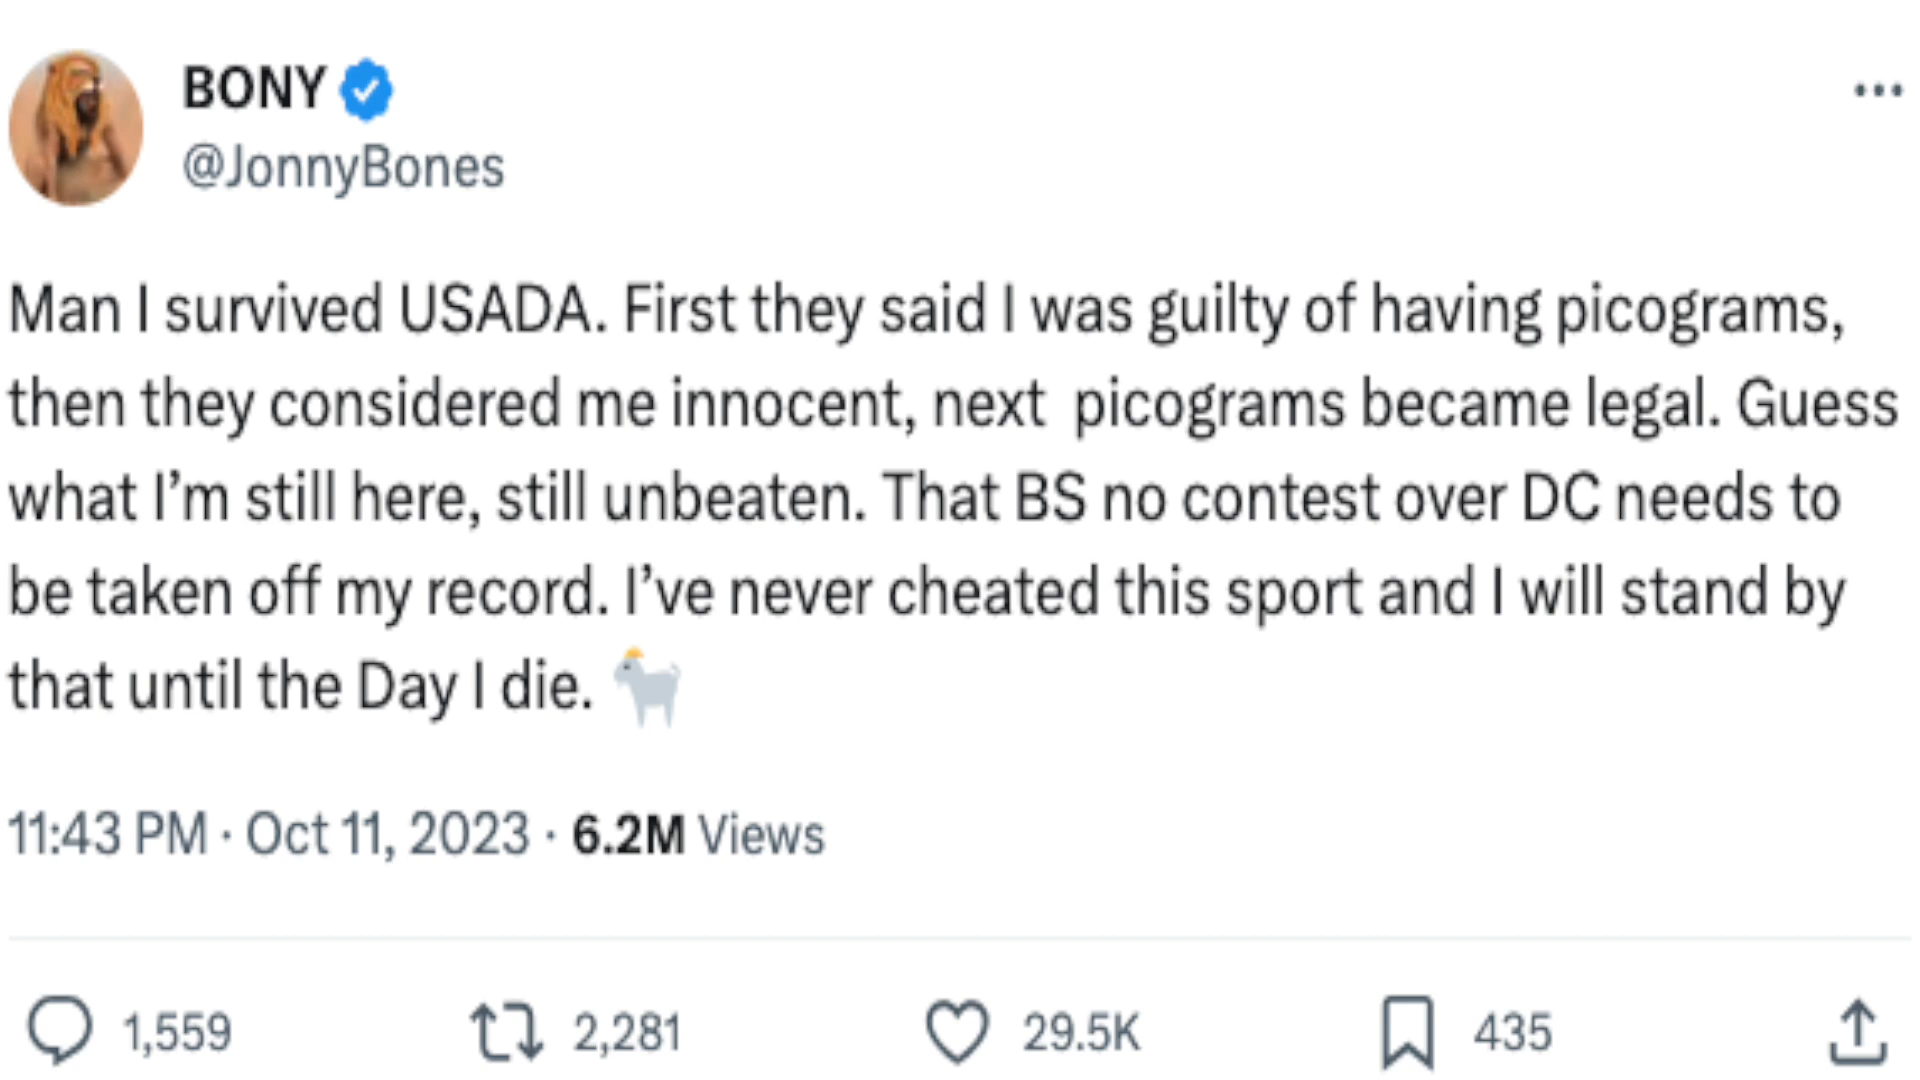 BONY
@JonnyBones
Man I survived USADA. First they said I was guilty of having picograms,
then they considered me innocent, next  picograms became legal. Guess
what I’m still here, still unbeaten. That BS no contest over DC needs to
be taken off my record. I’ve never cheated this sport and I will stand by
that until the Day I die. 🐐
11:43 PM · Oct 11, 2023 · 6.2M Views
1,559 2,281 29.5K 435